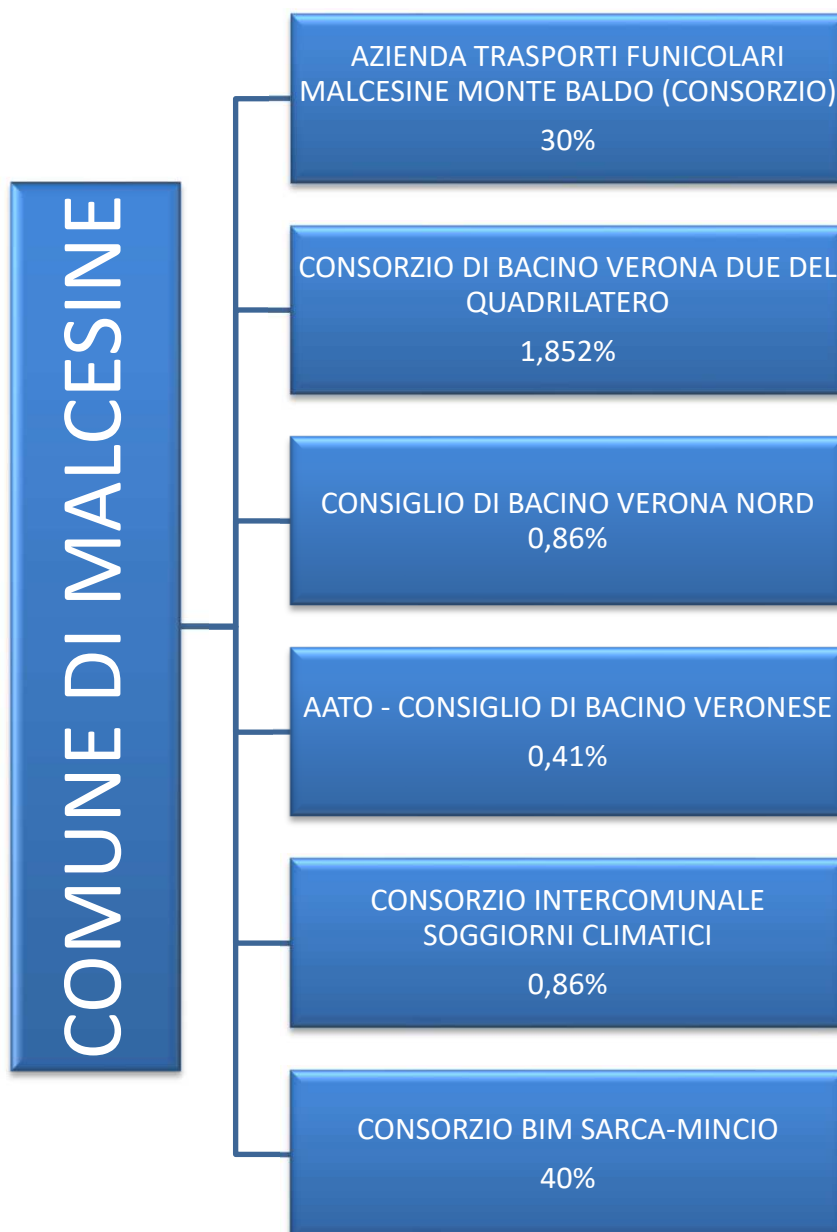 COMUNE DI MALCESINE
AZIENDA TRASPORTI FUNICOLARI
MALCESINE MONTE BALDO (CONSORZIO)
30%
CONSORZIO DI BACINO VERONA DUE DEL
QUADRILATERO
1,852%
CONSIGLIO DI BACINO VERONA NORD
0,86%
AATO - CONSIGLIO DI BACINO VERONESE
0,41%
CONSORZIO INTERCOMUNALE
SOGGIORNI CLIMATICI
0,86%
CONSORZIO BIM SARCA-MINCIO
40%